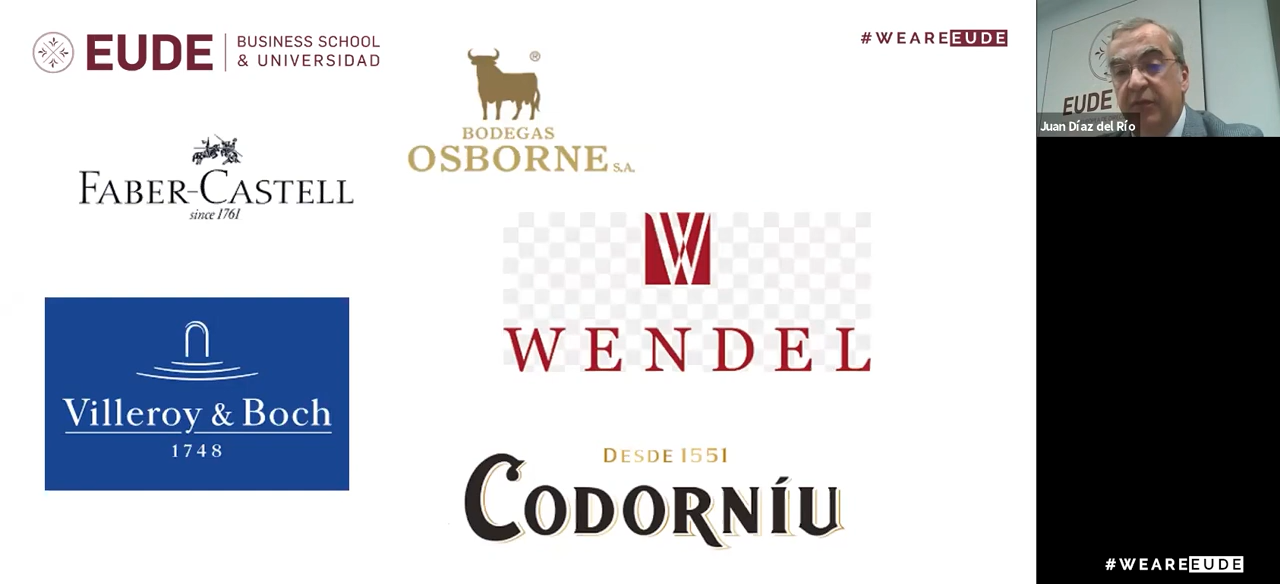 EUDE
BUSINESS SCHOOL
& UNIVERSIDAD
#WEAREEUDE
EUDE
Juan Díaz del Río
®
BODEGAS
OSBORNE S.A.
FABER-CASTELL
since 1761
W
WENDEL
Villeroy & Boch
1748
DESDE 1551
CODORNÍU
#WEAREEUDE